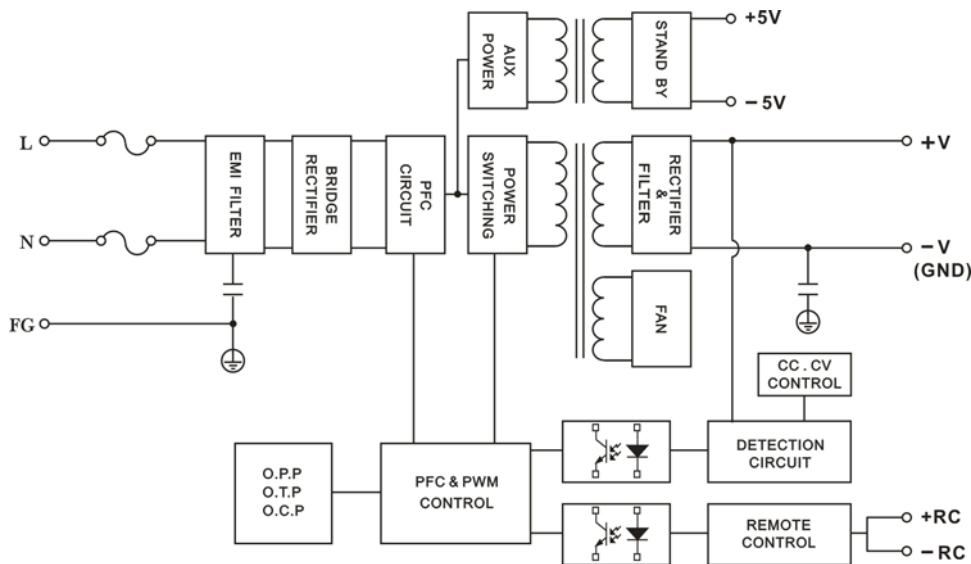 AUX
POWER
STAND BY
+5V
−5V
L
N
FG
EMI FILTER
BRIDGE
RECTIFIER
PFC
CIRCUIT
POWER
SWITCHING
RECTIFIER
&
FILTER
+V
−V
(GND)
FAN
CC . CV
CONTROL
O.P.P
O.T.P
O.C.P
PFC & PWM
CONTROL
DETECTION
CIRCUIT
REMOTE
CONTROL
+RC
−RC